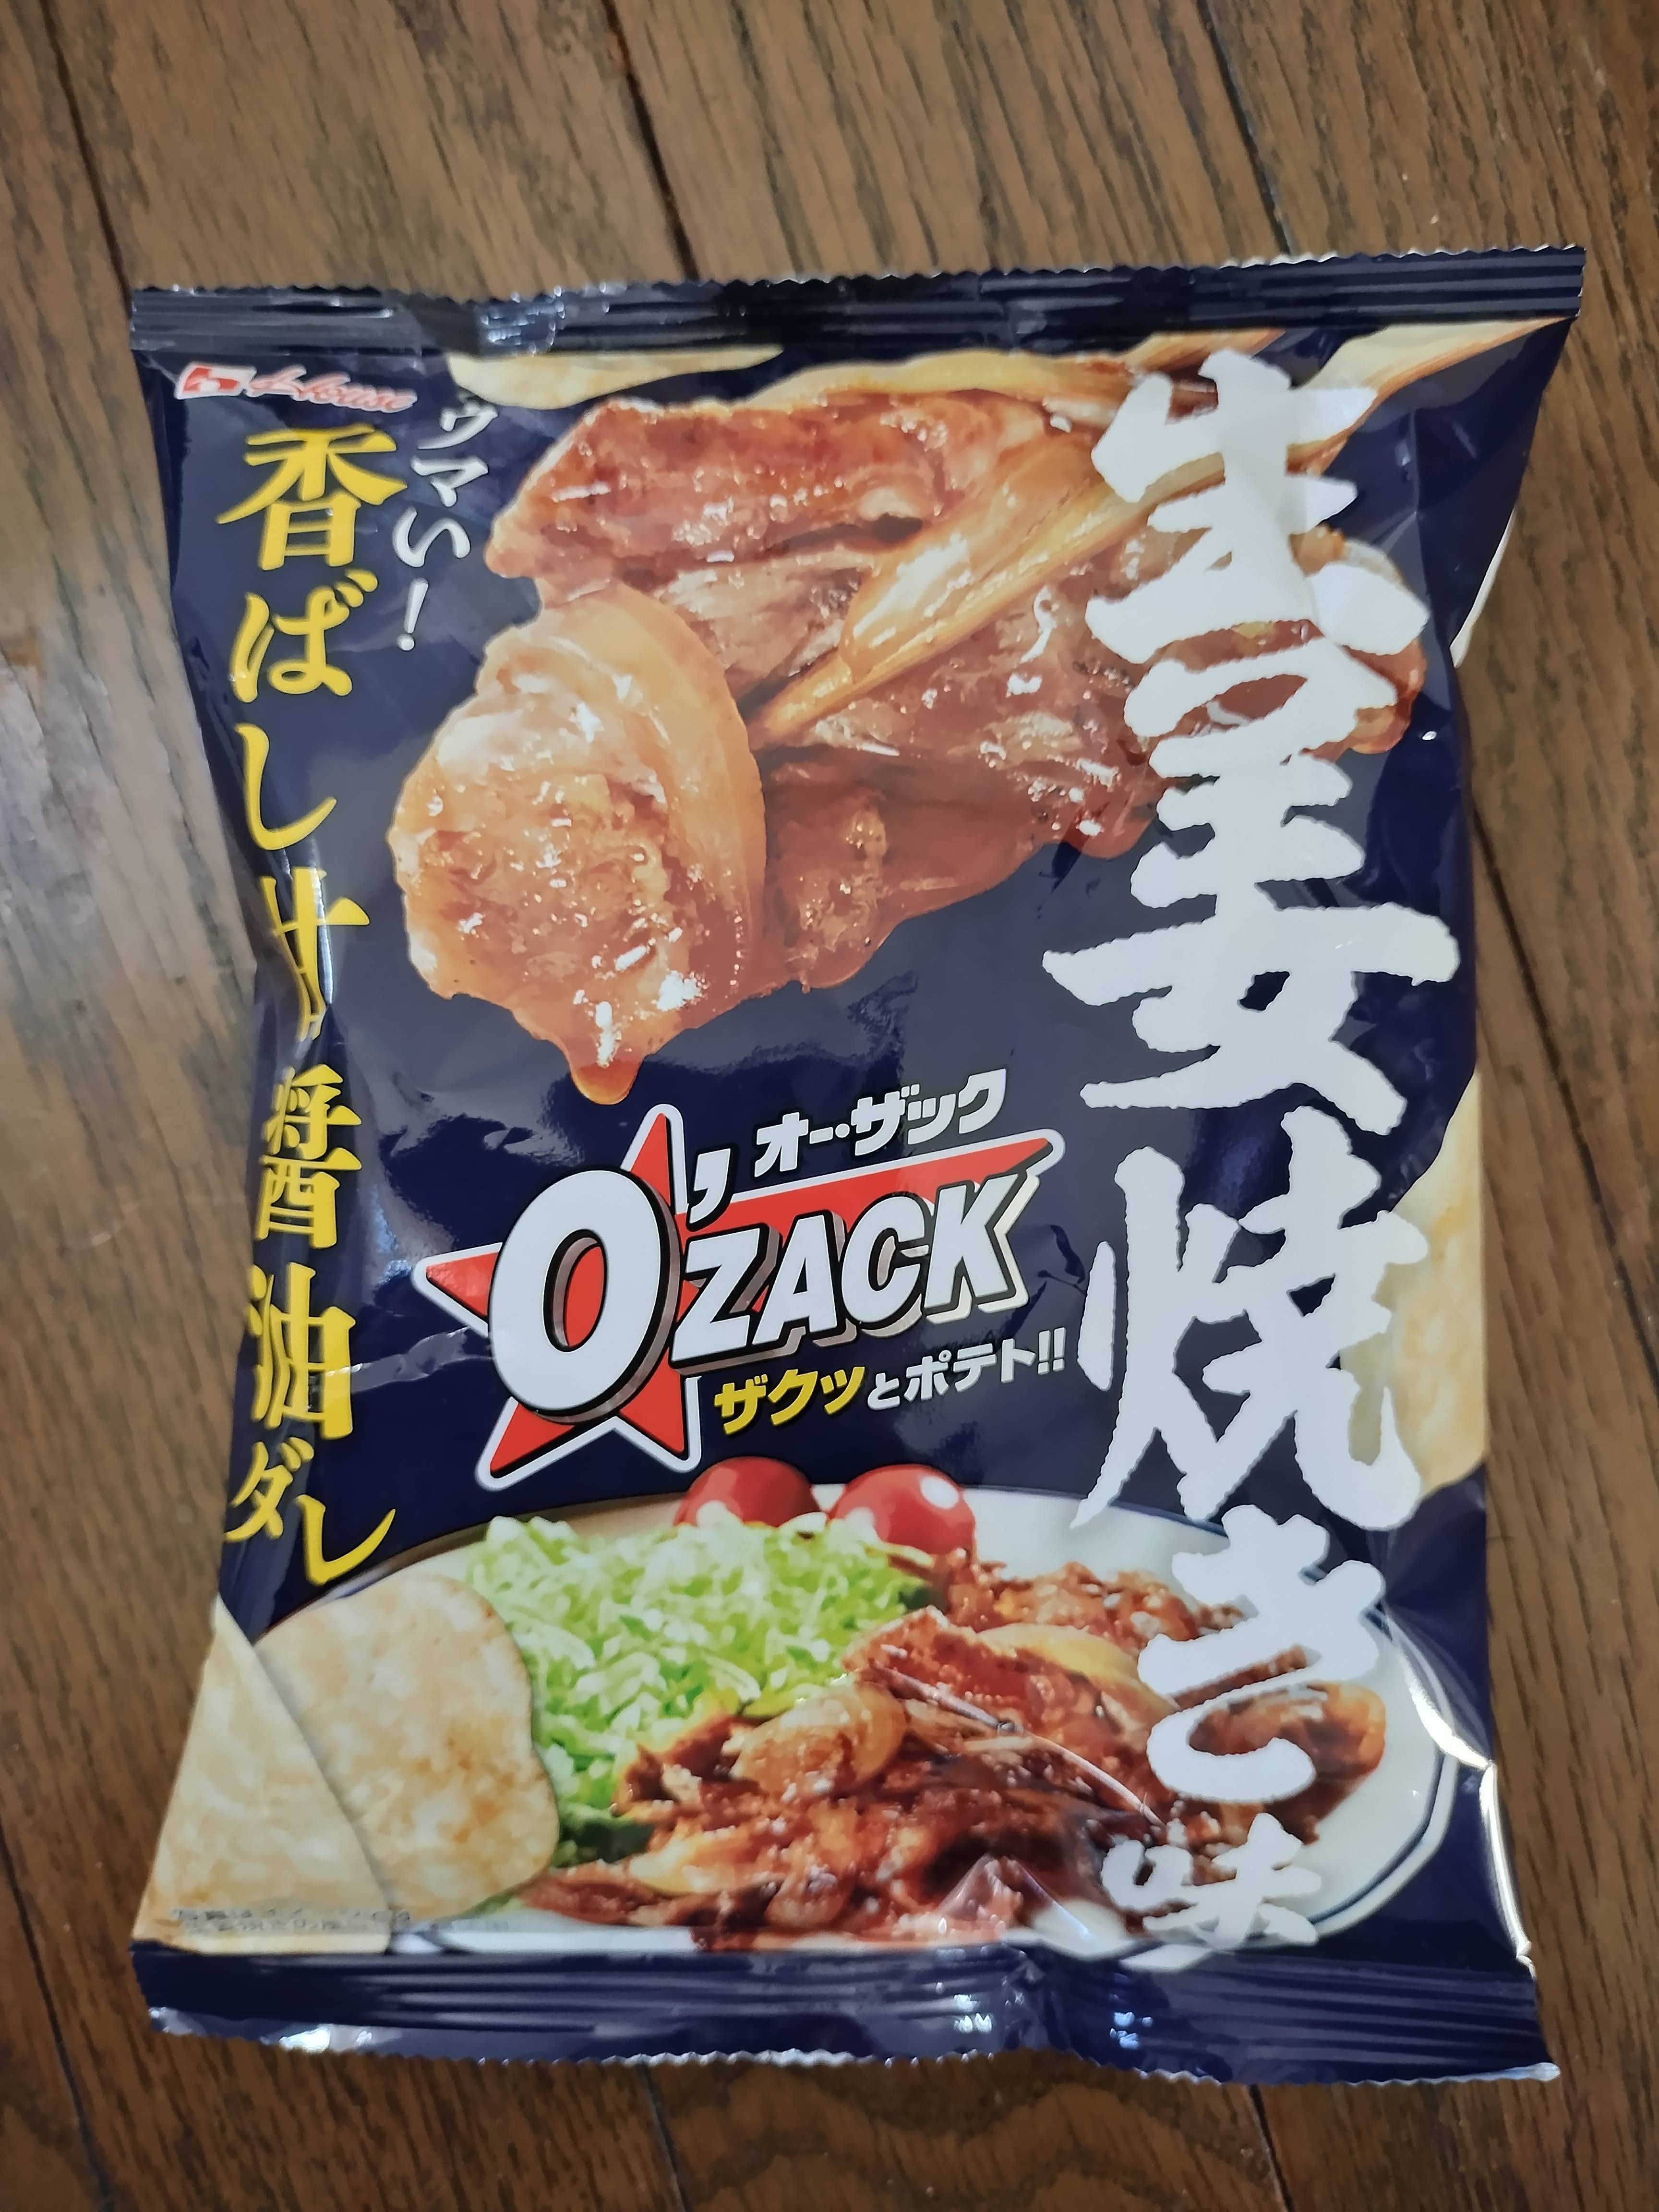 House
ウマい！
香ばし汁醤油ダレ
生姜焼き味
オー・ザック
O'ZACK
ザクッとポテト!!